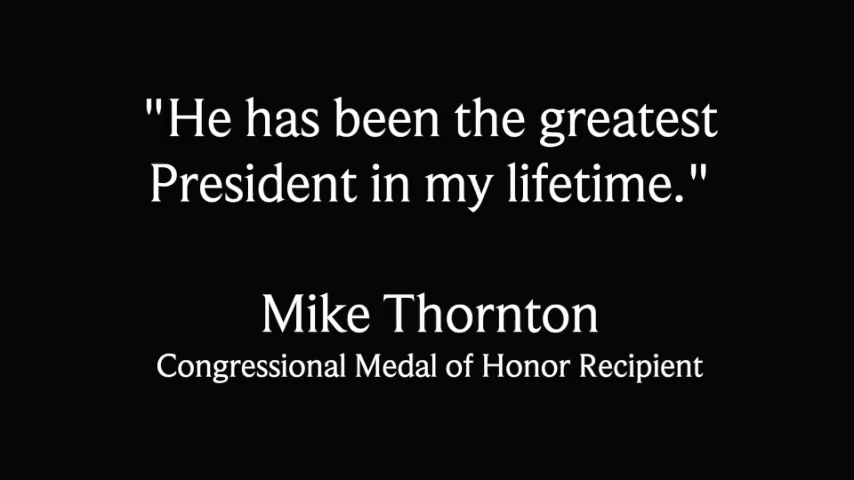 "He has been the greatest
President in my lifetime."
Mike Thornton
Congressional Medal of Honor Recipient